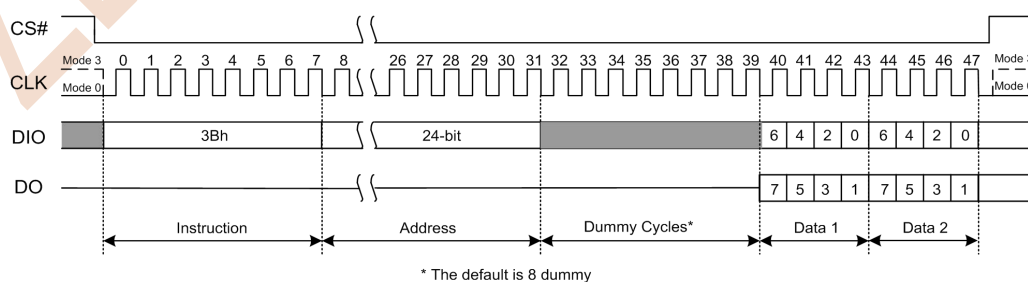 CS#
Mode 3 0 1 2 3 4 5 6 7 8 26 27 28 29 30 31 32 33 34 35 36 37 38 39 40 41 42 43 44 45 46 47 Mode
CLK
Mode 0 Mode
DIO 3Bh 24-bit 6 4 2 0 6 4 2 0
DO 7 5 3 1 7 5 3 1
Instruction Address Dummy Cycles* Data 1 Data 2
* The default is 8 dummy